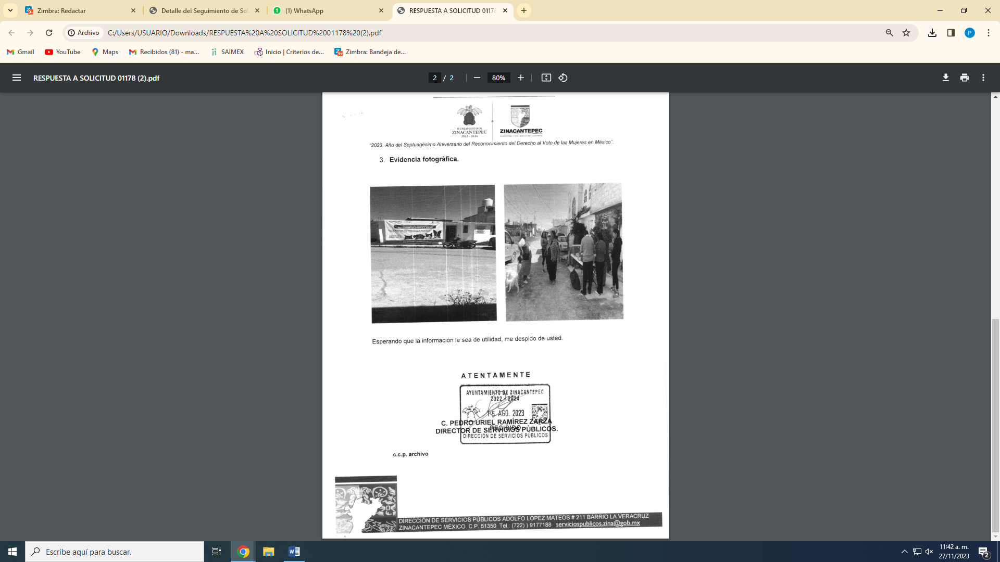 Zimbra: Redactar
Detalle del Seguimiento de Sol
(1) WhatsApp
RESPUESTA A SOLICITUD 01178
Archivo
C:/Users/USUARIO/Downloads/RESPUESTA%20A%20SOLICITUD%2001178%20(2).pdf
P
Gmail
YouTube
Maps
Recibidos (81) - ma...
SAIMEX
Inicio | Criterios de...
Zimbra: Bandeja de...
RESPUESTA A SOLICITUD 01178 (2).pdf
2 / 2
80%
AYUNTAMIENTO DE
ZINACANTEPEC
ZINACANTEPEC
"2023. Año del Septuagésimo Aniversario del Reconocimiento del Derecho al Voto de las Mujeres en México".
3. Evidencia fotográfica.
Esperando que la información le sea de utilidad, me despido de usted.
A T E N T A M E N T E
AYUNTAMIENTO DE ZINACANTEPEC
2022 - 2024
15 AGO. 2023
C. PEDRO URIEL RAMÍREZ ZARZA
RECIBIDO
DIRECTOR DE SERVICIOS PÚBLICOS.
DIRECCIÓN DE SERVICIOS PÚBLICOS
c.c.p. archivo
DIRECCIÓN DE SERVICIOS PÚBLICOS ADOLFO LOPEZ MATEOS # 211 BARRIO LA VERACRUZ
ZINACANTEPEC MÉXICO. C.P. 51350 Tel.: (722) ) 9177188 serviciospublicos.zina@gob.mx
Escribe aquí para buscar.
11:42 a. m.
27/11/2023
2